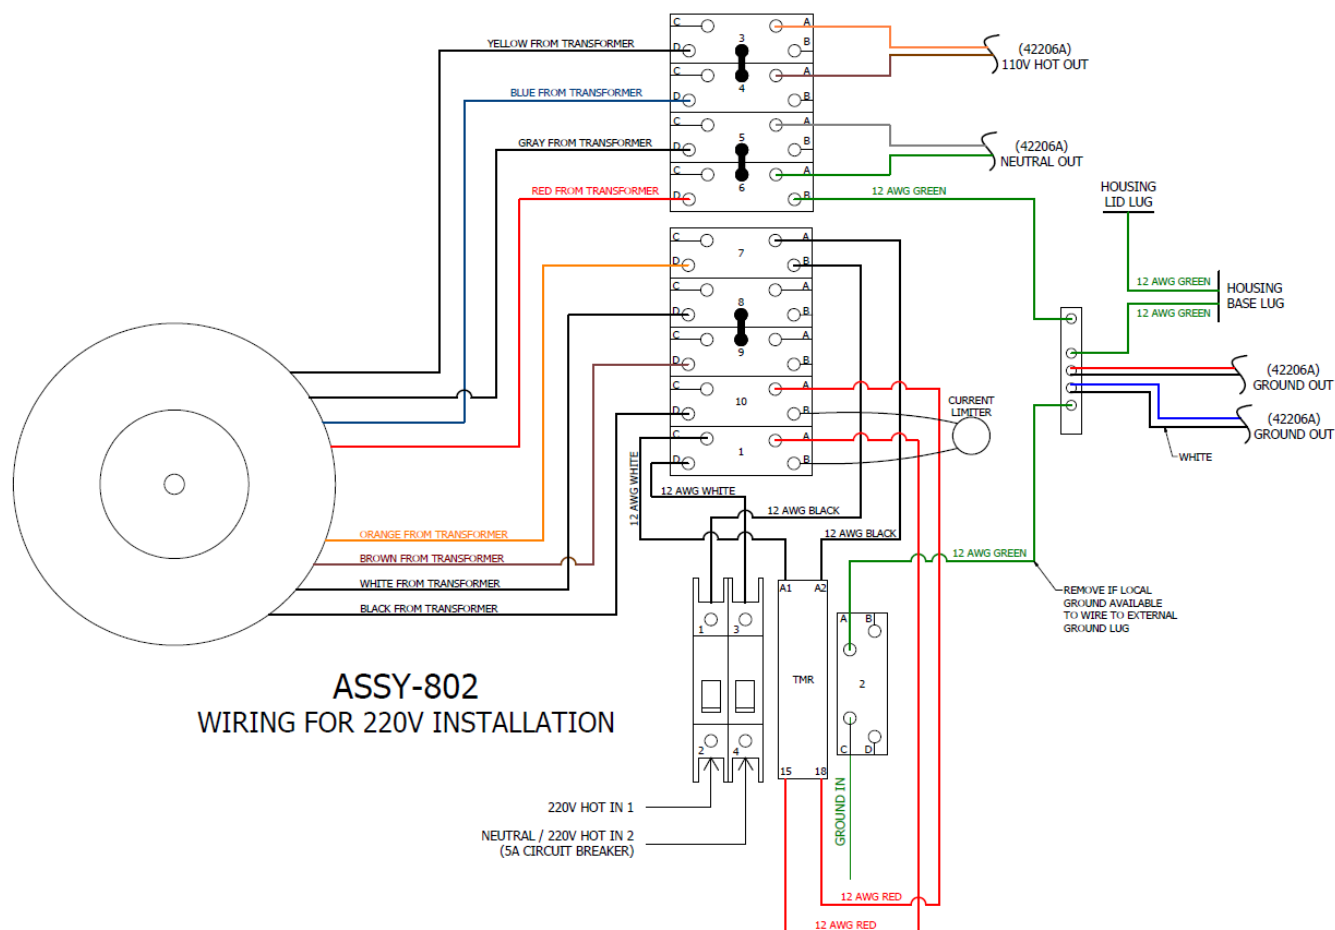 C
A
3
YELLOW FROM TRANSFORMER
D
B
(42206A)
110V HOT OUT
C
A
4
BLUE FROM TRANSFORMER
D
B
C
A
5
GRAY FROM TRANSFORMER
D
B
(42206A)
NEUTRAL OUT
C
A
6
RED FROM TRANSFORMER
D
B
12 AWG GREEN
HOUSING
LID LUG
C
A
7
D
B
12 AWG GREEN
HOUSING
BASE LUG
12 AWG GREEN
C
A
8
D
B
C
A
9
D
B
(42206A)
GROUND OUT
C
A
10
D
B
CURRENT
LIMITER
(42206A)
GROUND OUT
WHITE
C
A
1
D
B
12 AWG WHITE
12 AWG WHITE
12 AWG BLACK
12 AWG BLACK
ORANGE FROM TRANSFORMER
BROWN FROM TRANSFORMER
WHITE FROM TRANSFORMER
BLACK FROM TRANSFORMER
12 AWG GREEN
REMOVE IF LOCAL
GROUND AVAILABLE
TO WIRE TO EXTERNAL
GROUND LUG
A1
A2
A
B
1
3
TMR
2
2
4
C
D
15
18
ASSY-802
WIRING FOR 220V INSTALLATION
220V HOT IN 1
NEUTRAL / 220V HOT IN 2
(5A CIRCUIT BREAKER)
GROUND IN
12 AWG RED
12 AWG RED